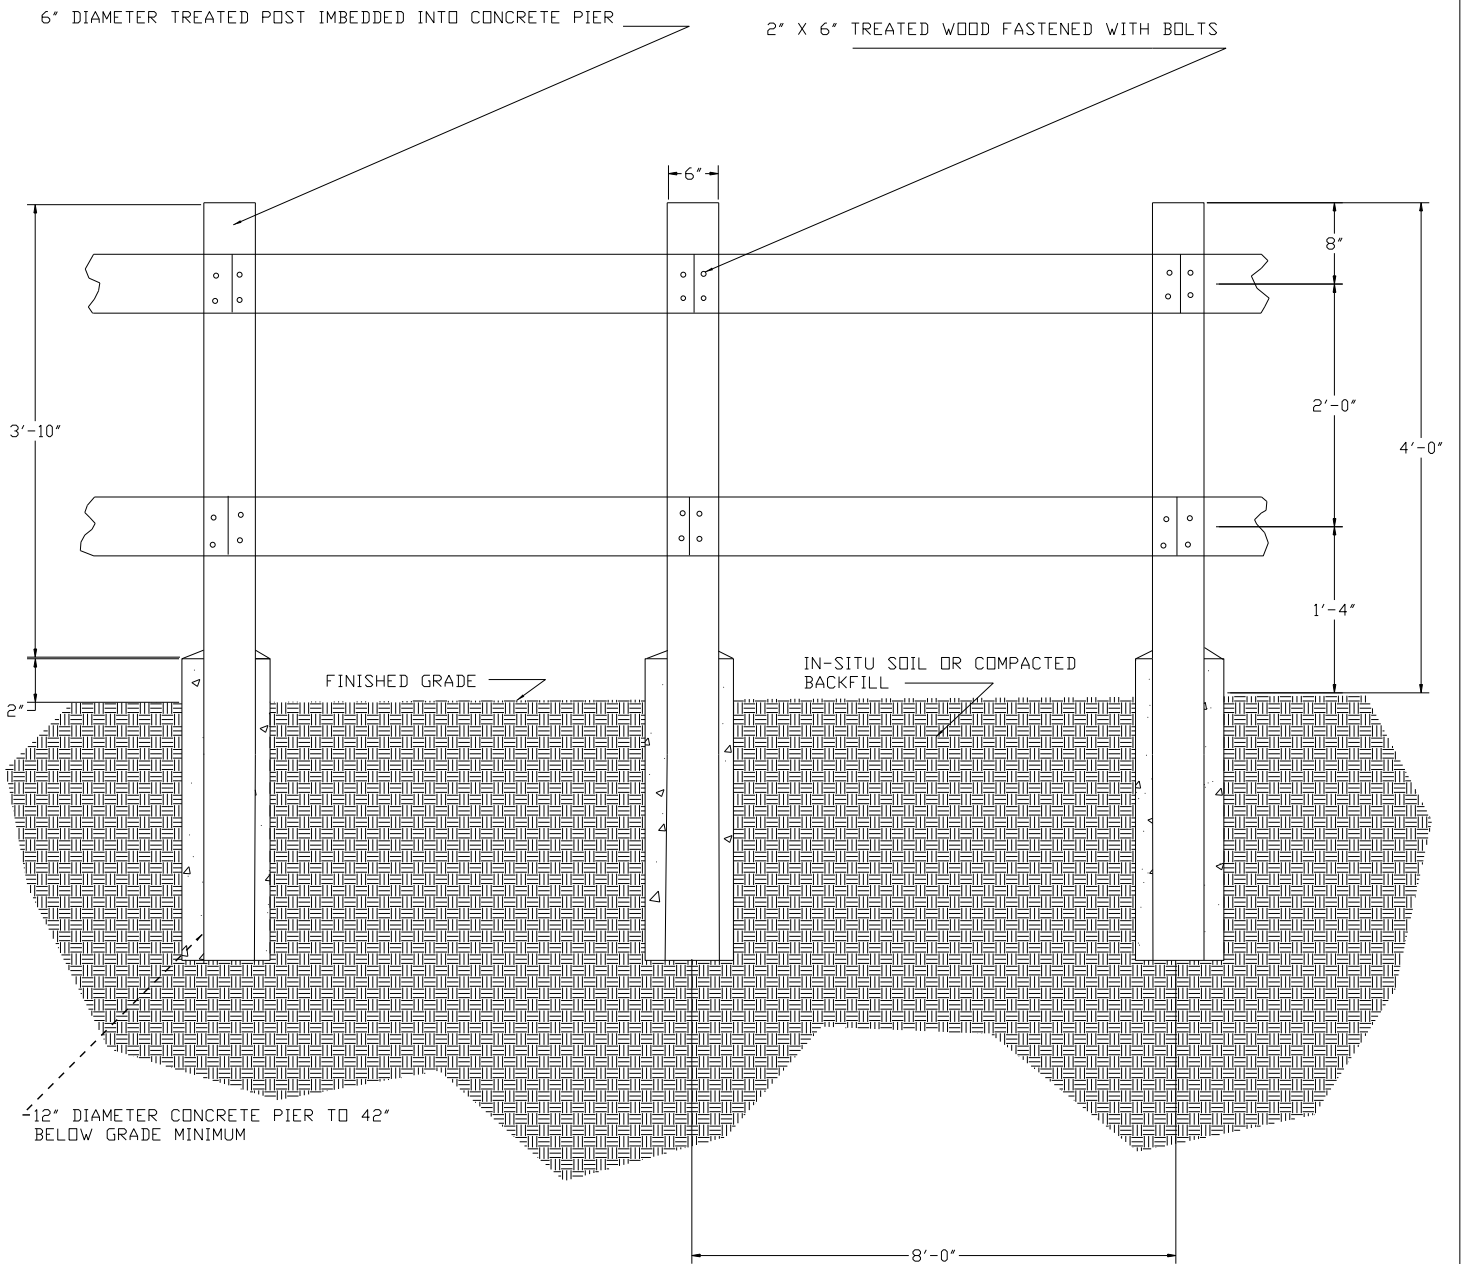 6" DIAMETER TREATED POST IMBEDDED INTO CONCRETE PIER
2" X 6" TREATED WOOD FASTENED WITH BOLTS
6"
8"
3'-10"
2'-0"
4'-0"
1'-4"
FINISHED GRADE
IN-SITU SOIL OR COMPACTED
BACKFILL
2"
12" DIAMETER CONCRETE PIER TO 42"
BELOW GRADE MINIMUM
8'-0"